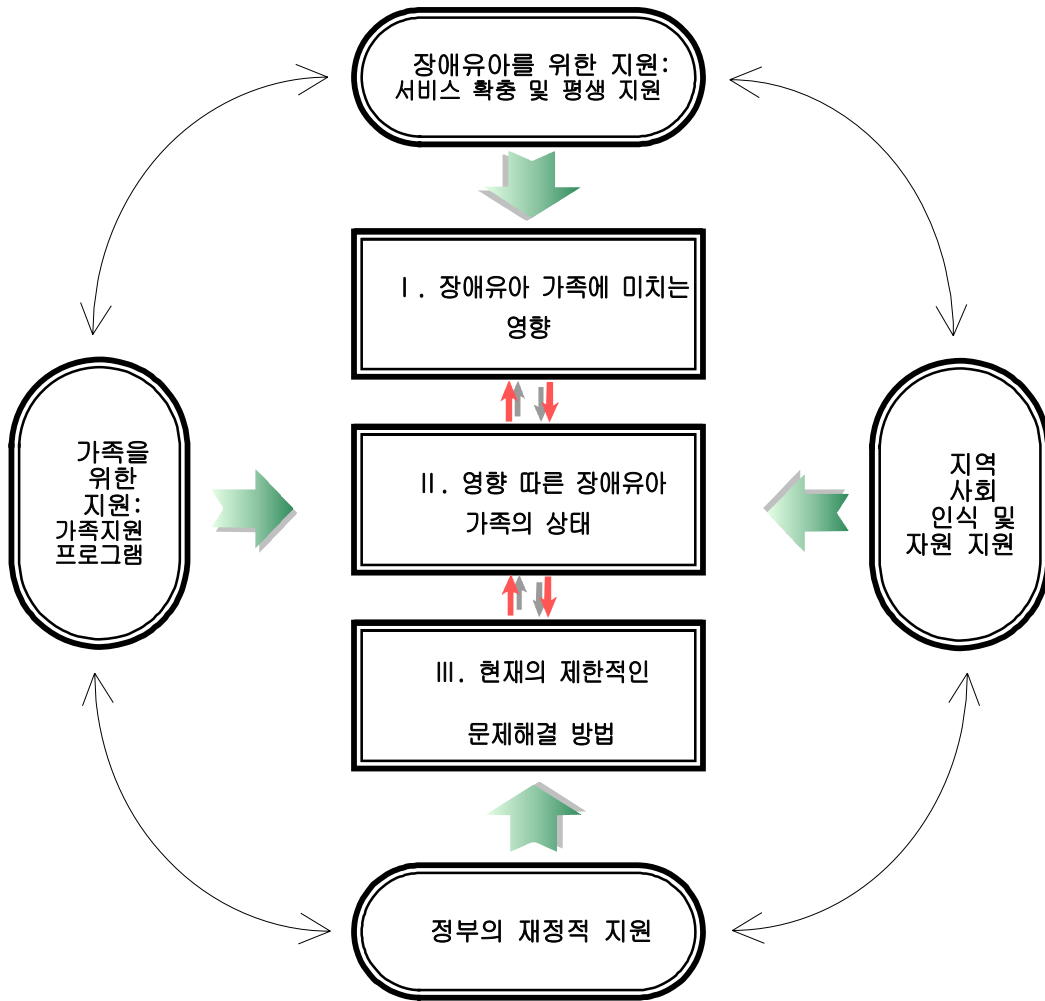 장애유아를 위한 지원:
서비스 확충 및 평생 지원
Ⅰ. 장애유아 가족에 미치는
영향
가족을
위한
지원:
가족지원
프로그램
Ⅱ. 영향 따른 장애유아
가족의 상태
지역
사회
인식 및
자원 지원
Ⅲ. 현재의 제한적인
문제해결 방법
정부의 재정적 지원